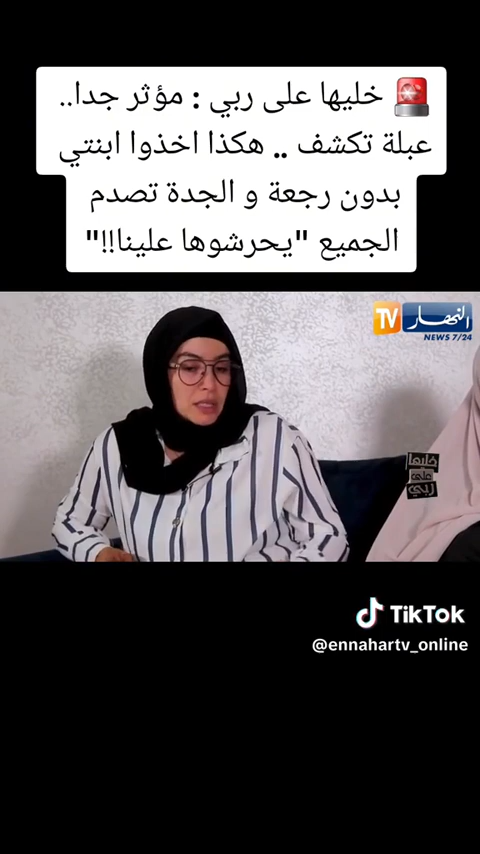 🚨 خليها على ربي : مؤثر جدا..
عبلة تكشف .. هكذا اخذوا ابنتي
بدون رجعة و الجدة تصدم
الجميع "يحرشوها علينا!!"
النهار TV
NEWS 7/24
خليها
على
ربي
TikTok
@ennahartv_online